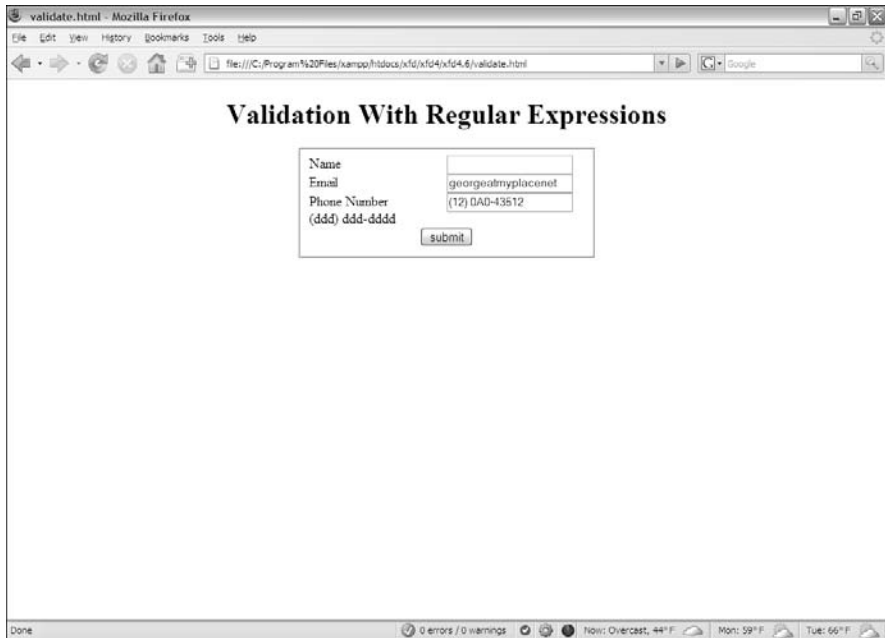 validate.html - Mozilla Firefox
File Edit View History Bookmarks Tools Help
file:///C:/Program%20Files/xampp/htdocs/xfd/xfd4/xfd4.6/validate.html
G Google
Validation With Regular Expressions
Name
Email georgeatmyplacenet
Phone Number (12) 0A0-43512
(ddd) ddd-dddd
submit
Done 0 errors / 0 warnings Now: Overcast, 44° F Mon: 59° F Tue: 66° F